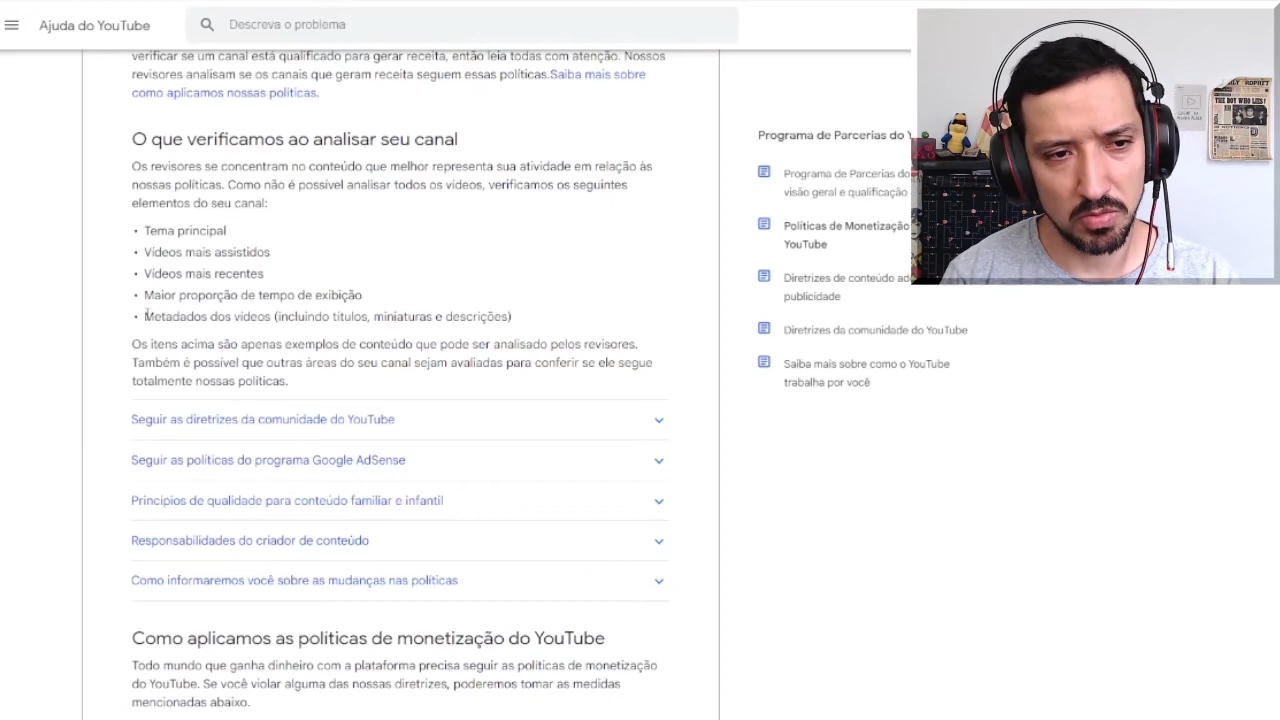 Ajuda do YouTube
Descreva o problema
verificar se um canal está qualificado para gerar receita, então leia todas com atenção. Nossos
revisores analisam se os canais que geram receita seguem essas políticas.Saiba mais sobre
como aplicamos nossas políticas.
O que verificamos ao analisar seu canal
Os revisores se concentram no conteúdo que melhor representa sua atividade em relação às
nossas políticas. Como não é possível analisar todos os vídeos, verificamos os seguintes
elementos do seu canal:
• Tema principal
• Vídeos mais assistidos
• Vídeos mais recentes
• Maior proporção de tempo de exibição
• Metadados dos vídeos (incluindo títulos, miniaturas e descrições)
Os itens acima são apenas exemplos de conteúdo que pode ser analisado pelos revisores.
Também é possível que outras áreas do seu canal sejam avaliadas para conferir se ele segue
totalmente nossas políticas.
Seguir as diretrizes da comunidade do YouTube
Seguir as políticas do programa Google AdSense
Princípios de qualidade para conteúdo familiar e infantil
Responsabilidades do criador de conteúdo
Como informaremos você sobre as mudanças nas políticas
Como aplicamos as políticas de monetização do YouTube
Todo mundo que ganha dinheiro com a plataforma precisa seguir as políticas de monetização
do YouTube. Se você violar alguma das nossas diretrizes, poderemos tomar as medidas
mencionadas abaixo.
Programa de Parcerias do Y
Programa de Parcerias do
visão geral e qualificação
Políticas de Monetização
YouTube
Diretrizes de conteúdo ad
publicidade
Diretrizes da comunidade do YouTube
Saiba mais sobre como o YouTube
trabalha por você
PROPHET
THE BOY WHO LIES!